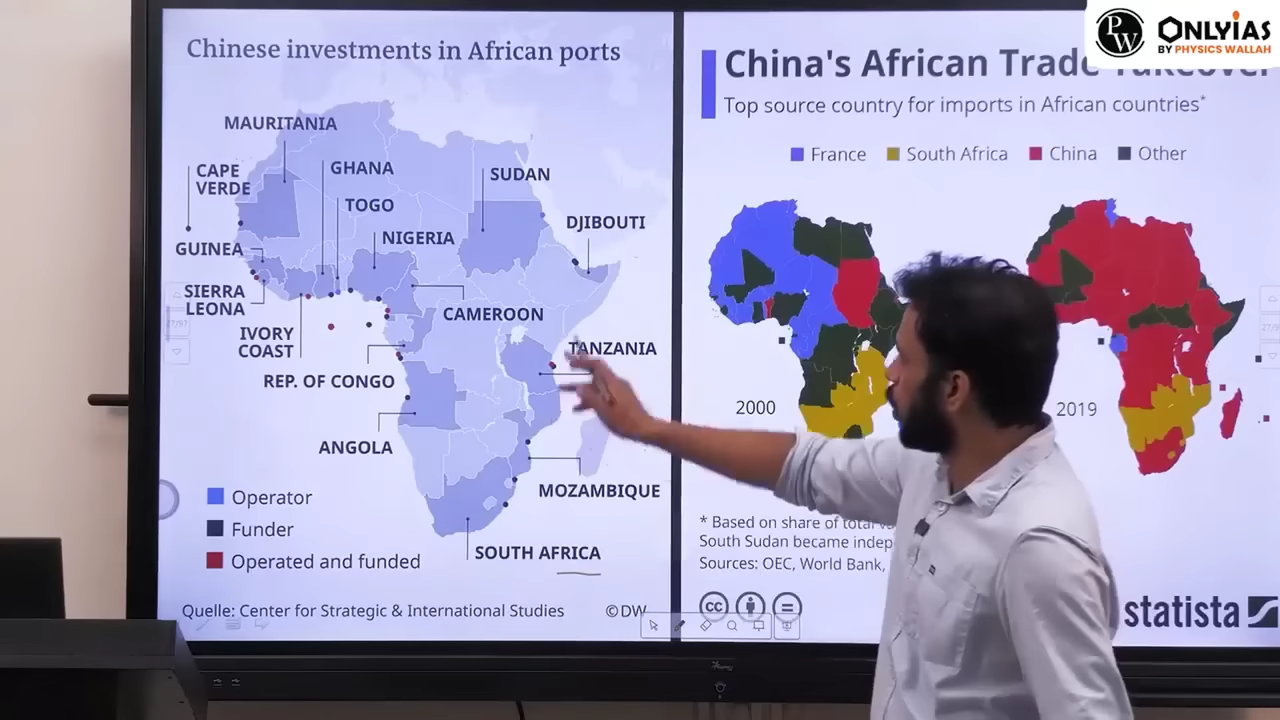 Chinese investments in African ports
MAURITANIA
CAPE
VERDE
GHANA
SUDAN
TOGO
NIGERIA
DJIBOUTI
GUINEA
SIERRA
LEONA
CAMEROON
IVORY
COAST
TANZANIA
REP. OF CONGO
ANGOLA
MOZAMBIQUE
SOUTH AFRICA
Operator
Funder
Operated and funded
Quelle: Center for Strategic & International Studies
©DW
China's African Trade
Top source country for imports in African countries*
France
South Africa
China
Other
2000
2019
* Based on share of total
South Sudan became
Sources: OEC, World Bank,
cc
statista
27/97
PW
ONLYIAS
BY PHYSICS WALLAH